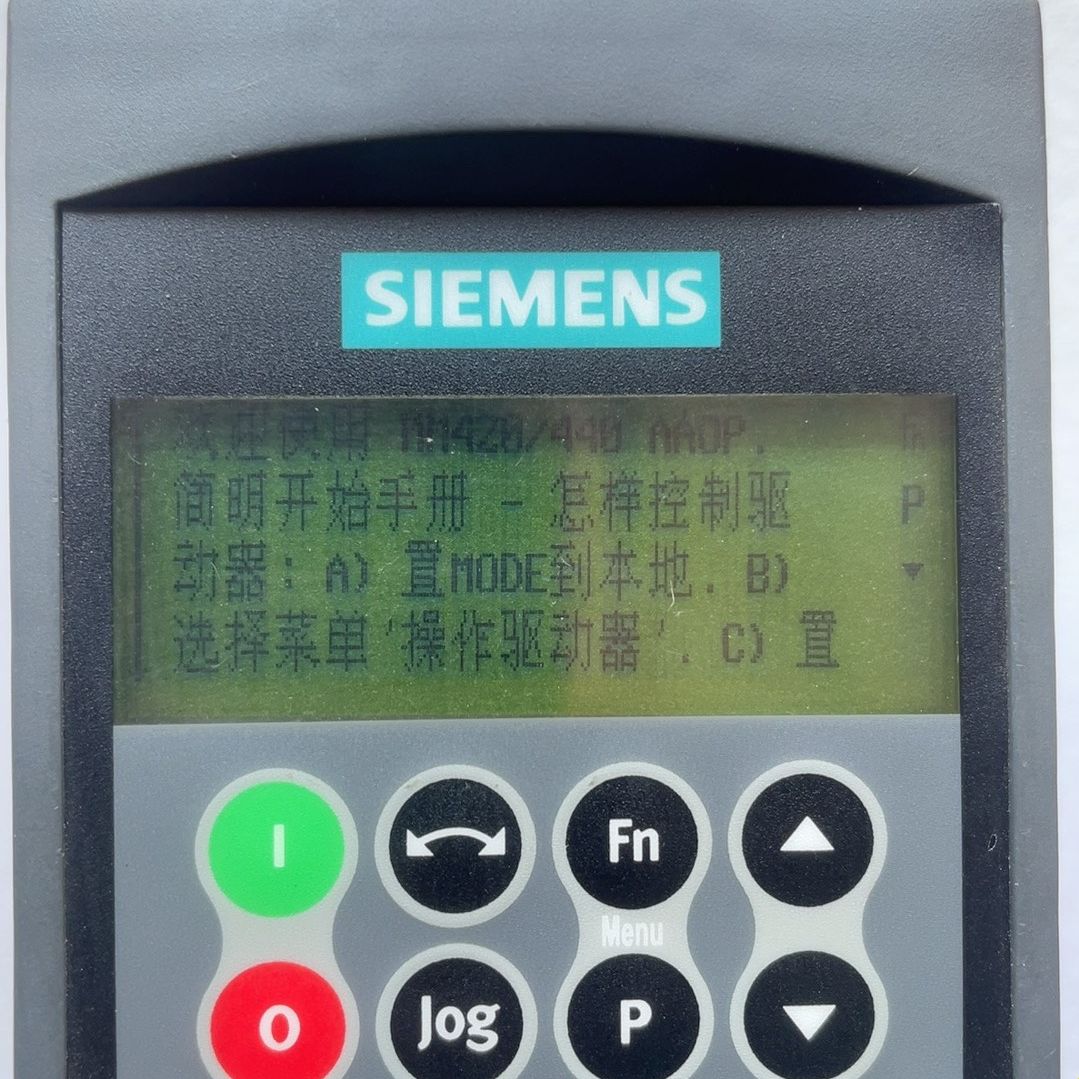 SIEMENS
欢迎使用 MM420/440 AAOP.
简明开始手册 - 怎样控制驱 P
动器: A) 置MODE到本地. B)
选择菜单'操作驱动器'. C) 置
I
Fn
Menu
O
Jog
P